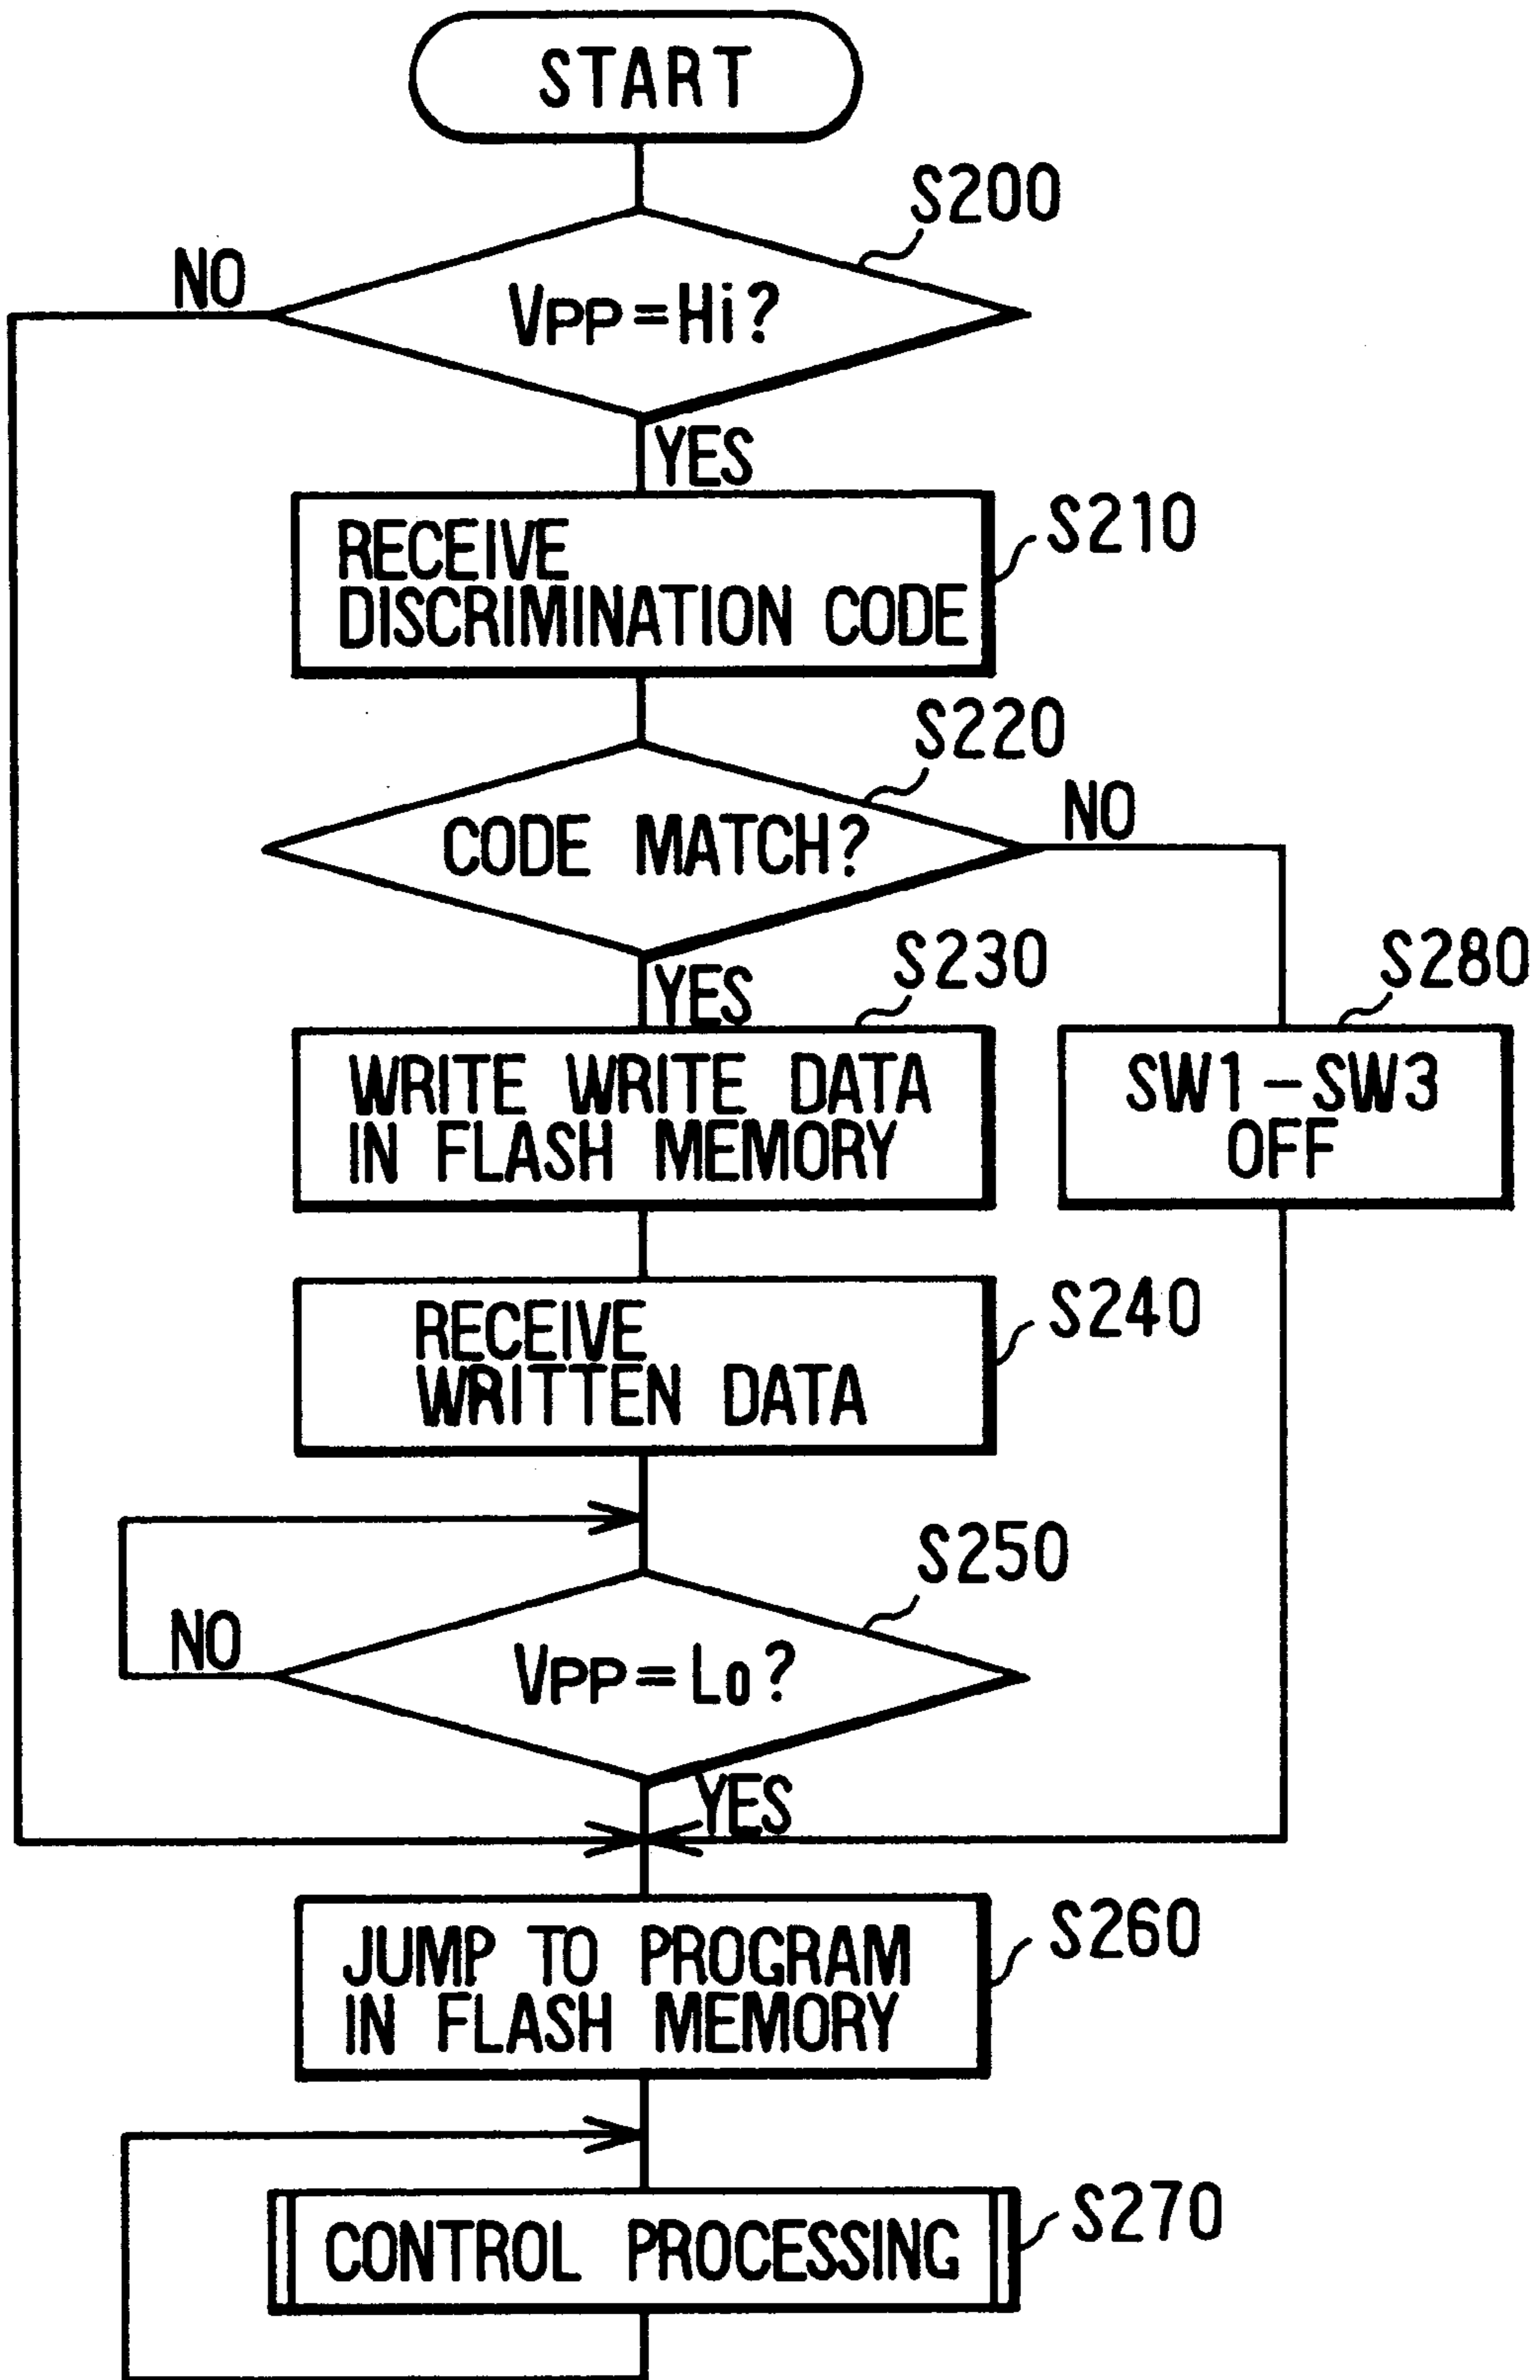 START
S200
NO
VPP=Hi?
YES
S210
RECEIVE
DISCRIMINATION CODE
S220
NO
CODE MATCH?
YES
S230
S280
WRITE WRITE DATA
IN FLASH MEMORY
SW1-SW3
OFF
S240
RECEIVE
WRITTEN DATA
S250
NO
VPP=Lo?
YES
S260
JUMP TO PROGRAM
IN FLASH MEMORY
S270
CONTROL PROCESSING